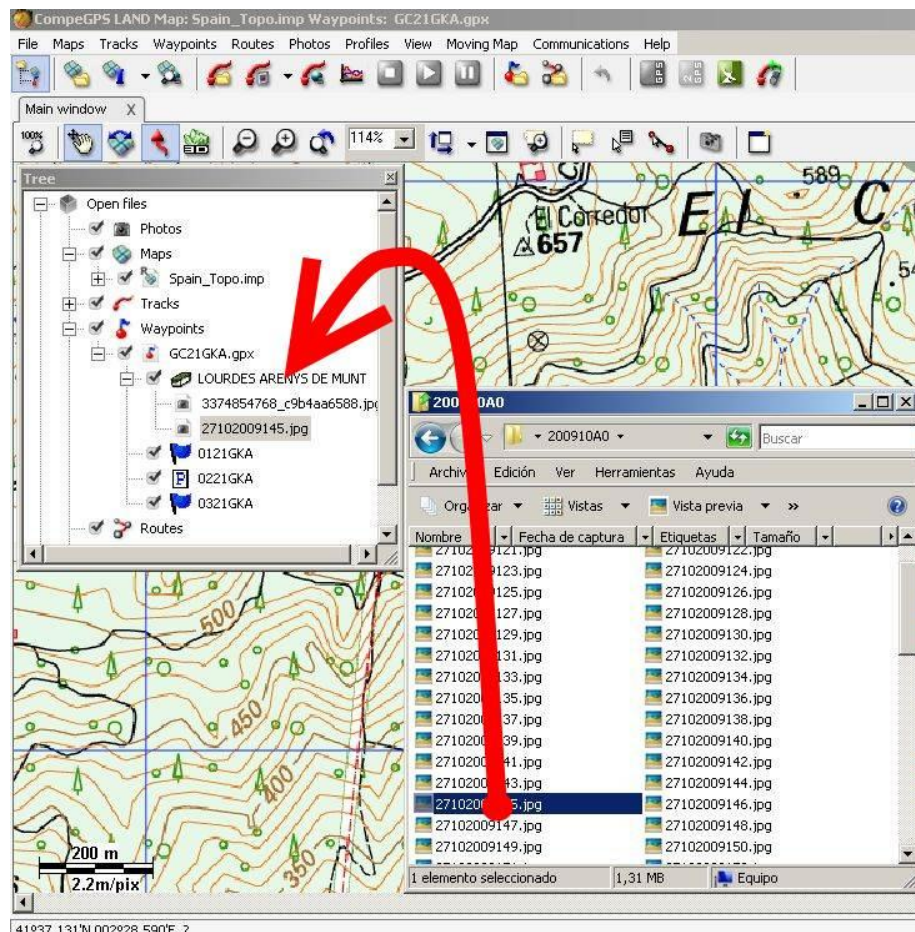 CompeGPS LAND Map: Spain_Topo.imp Waypoints: GC21GKA.gpx
File Maps Tracks Waypoints Routes Photos Profiles View Moving Map Communications Help
Main window X
100% 114%
Tree
Open files
Photos
Maps
Spain_Topo.imp
Tracks
Waypoints
GC21GKA.gpx
LOURDES ARENYS DE MUNT
3374854768_c9b4aa6588.jpg
27102009145.jpg
0121GKA
0221GKA
0321GKA
Routes
589
El Corredor
EL C
657
54
200910A0
200910A0 Buscar
Edición Ver Herramientas Ayuda
Vistas Vista previa »
Nombre Fecha de captura Etiquetas Tamaño
27102009122.jpg
27102009124.jpg
27102009126.jpg
27102009128.jpg
27102009130.jpg
27102009132.jpg
27102009134.jpg
27102009136.jpg
27102009138.jpg
27102009140.jpg
27102009142.jpg
27102009144.jpg
27102009146.jpg
27102009147.jpg 27102009148.jpg
27102009149.jpg 27102009150.jpg
1 elemento seleccionado 1,31 MB Equipo
500
450
400
350
200 m
2.2m/pix